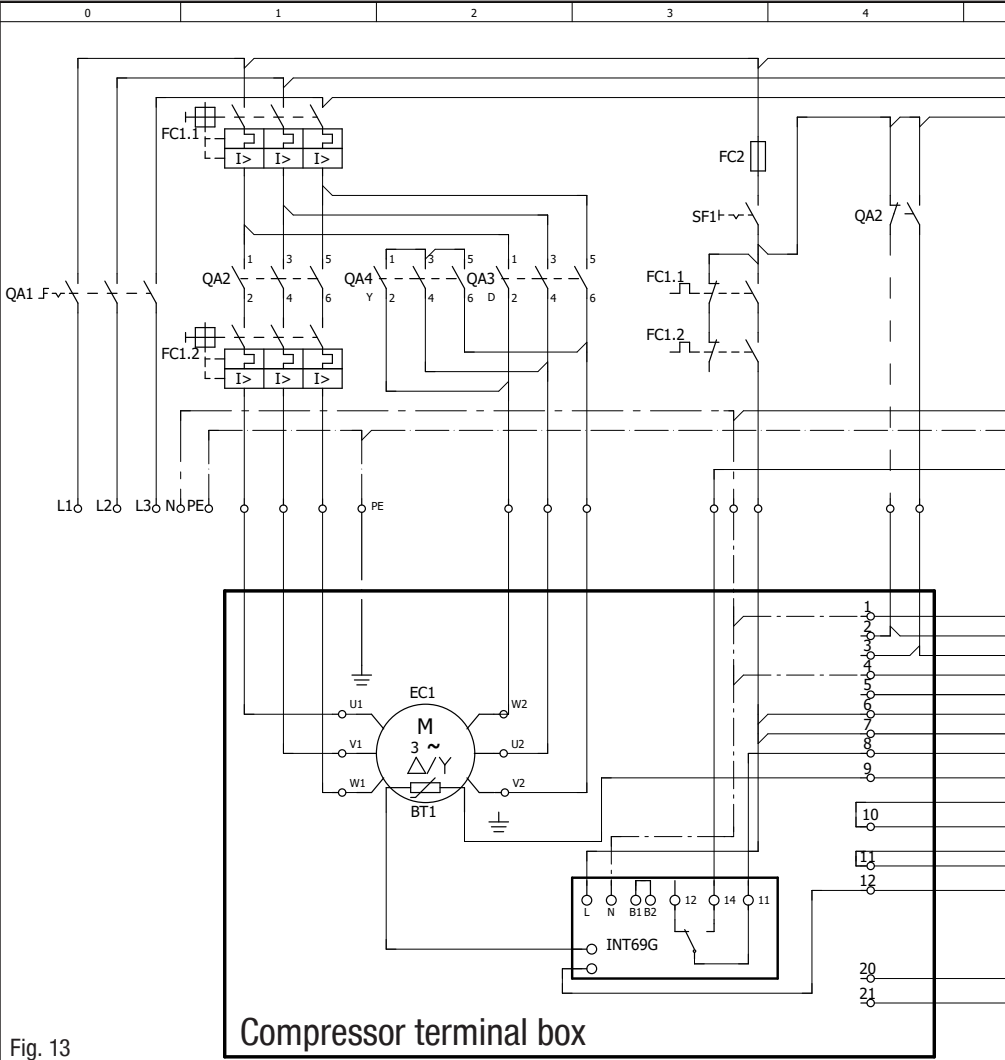 0 1 2 3 4
FC1.1
I> I> I>
FC2
SF1
QA2
1 3 5 1 3 5 1 3 5
QA1 QA2 QA4 QA3 FC1.1
Y D
2 4 6 2 4 6 2 4 6
FC1.2 FC1.2
I> I> I>
L1 L2 L3 N PE PE
1
2
3
4
5
EC1
U1 W2 6
M 7
V1 3 ~ U2 8
△/Y
W1 V2 9
BT1
10
11
12
L N B1 B2 12 14 11
INT69G
20
21
Compressor terminal box
Fig. 13